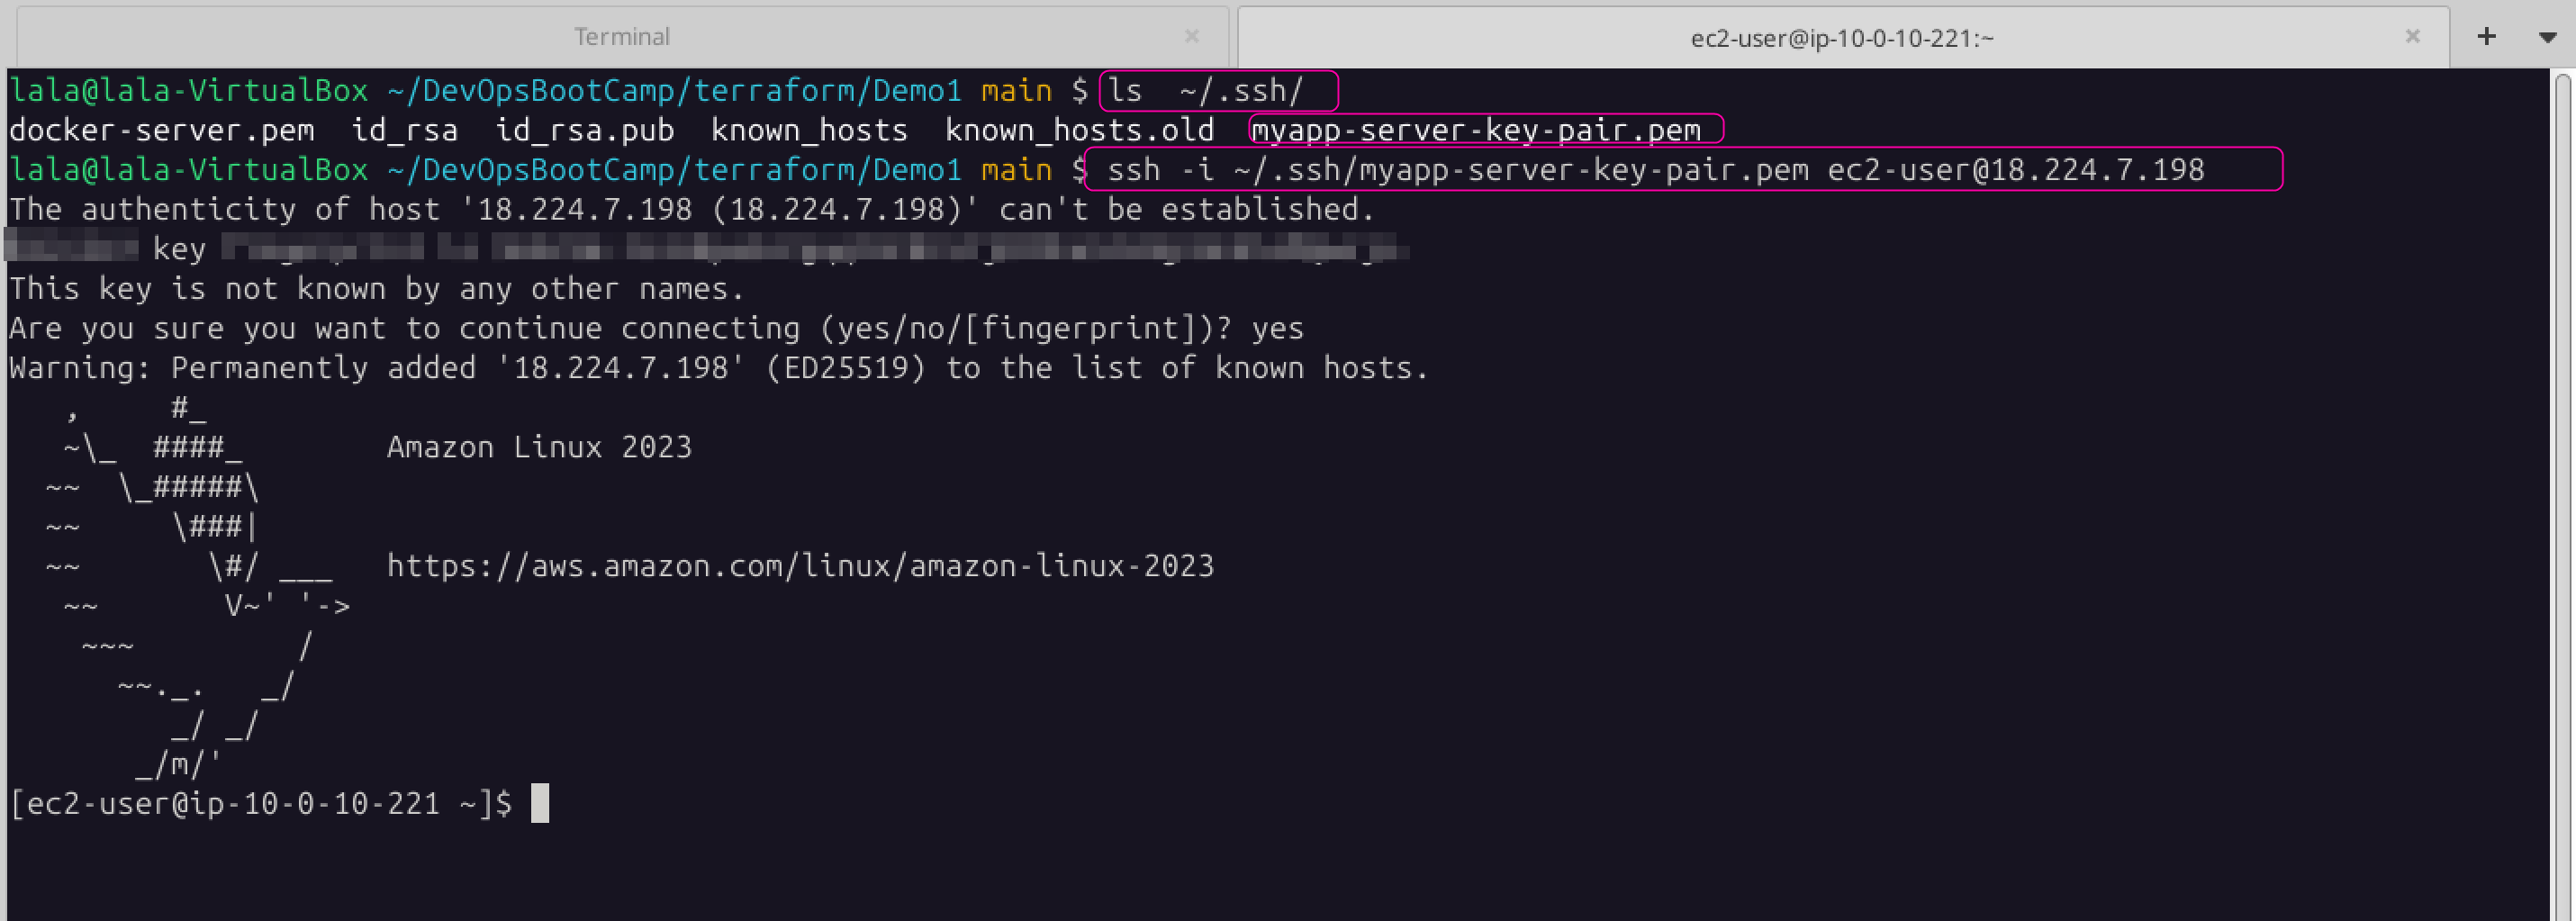 Terminal × ec2-user@ip-10-0-10-221:~ × +
lala@lala-VirtualBox ~/DevOpsBootCamp/terraform/Demo1 main $ ls  ~/.ssh/
docker-server.pem  id_rsa  id_rsa.pub  known_hosts  known_hosts.old  myapp-server-key-pair.pem
lala@lala-VirtualBox ~/DevOpsBootCamp/terraform/Demo1 main $ ssh -i ~/.ssh/myapp-server-key-pair.pem ec2-user@18.224.7.198
The authenticity of host '18.224.7.198 (18.224.7.198)' can't be established.
key
This key is not known by any other names.
Are you sure you want to continue connecting (yes/no/[fingerprint])? yes
Warning: Permanently added '18.224.7.198' (ED25519) to the list of known hosts.
   ,     #_
   ~\_  ####_        Amazon Linux 2023
  ~~  \_#####\
  ~~     \###|
  ~~       \#/ ___   https://aws.amazon.com/linux/amazon-linux-2023
   ~~       V~' '->
    ~~~         /
      ~~._.   _/
         _/ _/
       _/m/'
[ec2-user@ip-10-0-10-221 ~]$